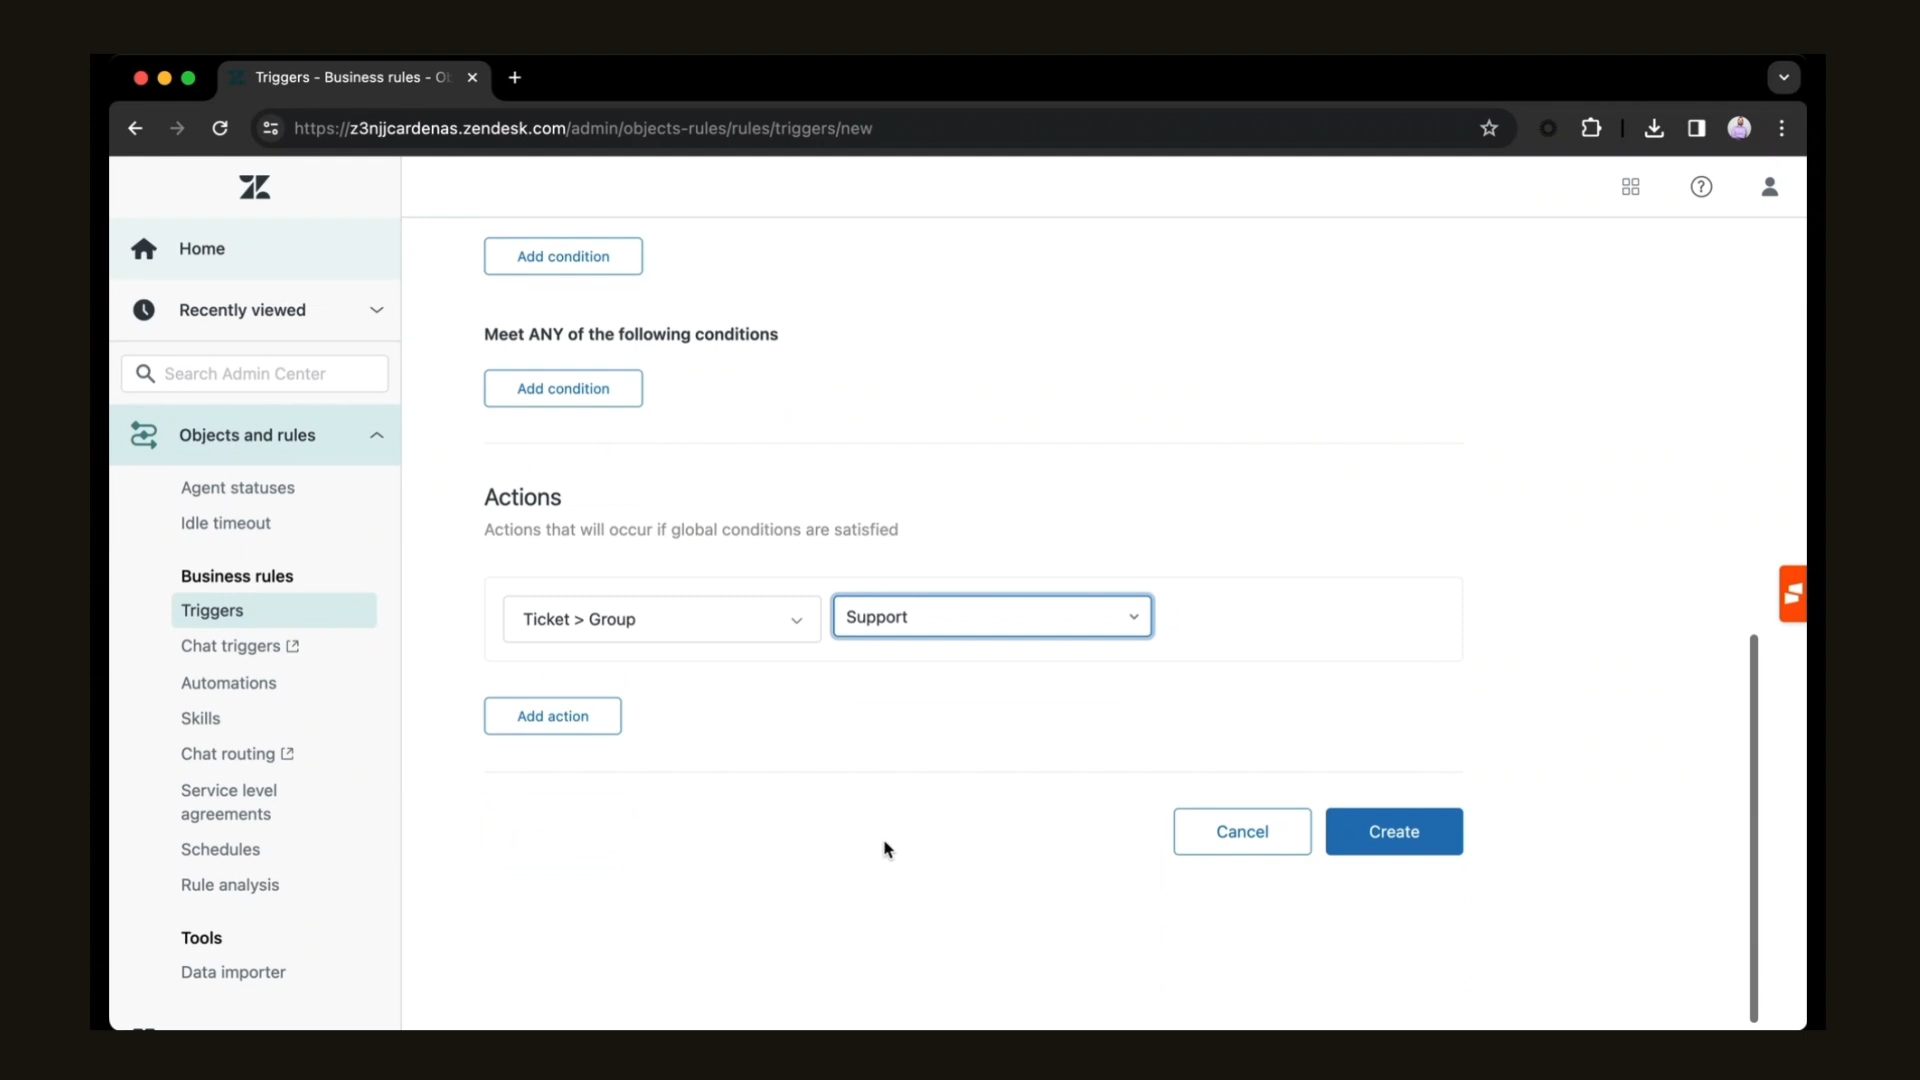 Triggers - Business rules - Ob
https://z3njjcardenas.zendesk.com/admin/objects-rules/rules/triggers/new
Home
Recently viewed
Search Admin Center
Objects and rules
Agent statuses
Idle timeout
Business rules
Triggers
Chat triggers
Automations
Skills
Chat routing
Service level
agreements
Schedules
Rule analysis
Tools
Data importer
Add condition
Meet ANY of the following conditions
Add condition
Actions
Actions that will occur if global conditions are satisfied
Ticket > Group
Support
Add action
Cancel
Create